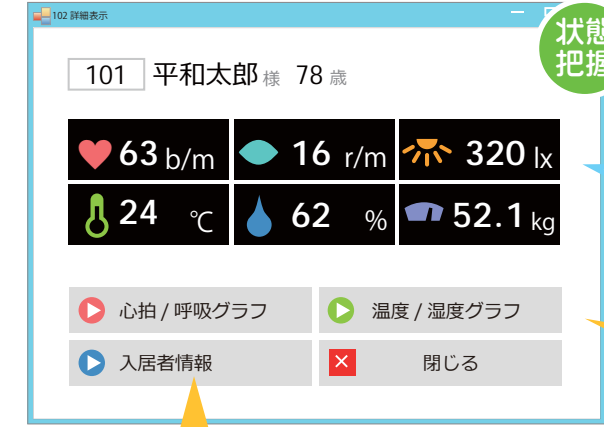 102 詳細表示
状態
把握
101 平和太郎 様 78 歳
63 b/m 16 r/m 320 lx
24 ℃ 62 % 52.1 kg
心拍 / 呼吸グラフ 温度 / 湿度グラフ
入居者情報 閉じる